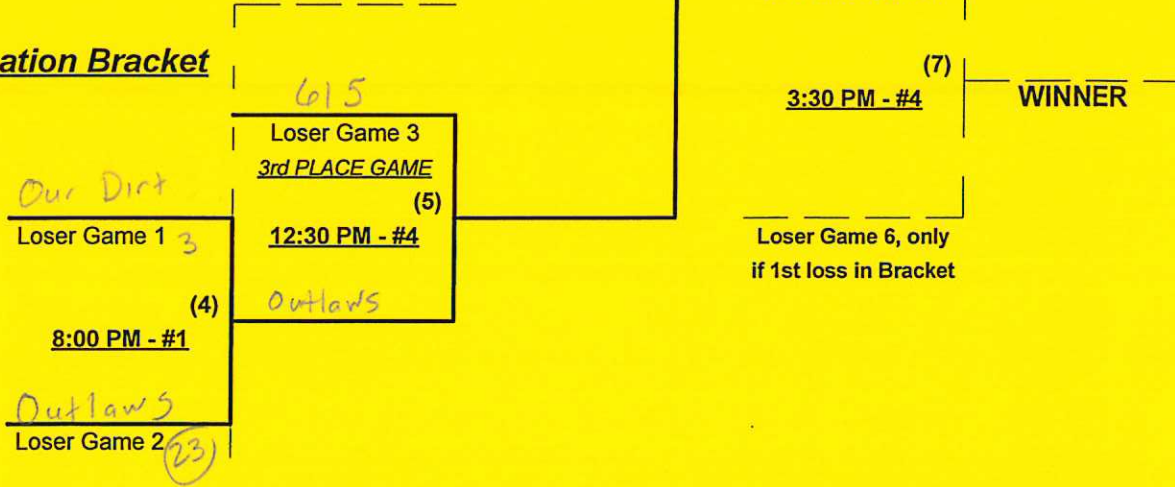 ation Bracket
(7)
3:30 PM - #4
WINNER
615
Loser Game 3
3rd PLACE GAME
(5)
12:30 PM - #4
Our Dirt
Loser Game 1 3
Loser Game 6, only
if 1st loss in Bracket
Outlaws
(4)
8:00 PM - #1
Outlaws
Loser Game 2 23